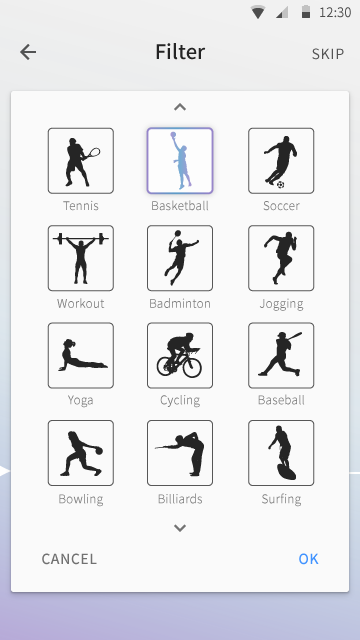 12:30
Filter
SKIP
Tennis
Basketball
Soccer
Workout
Badminton
Jogging
Yoga
Cycling
Baseball
Bowling
Billiards
Surfing
CANCEL
OK